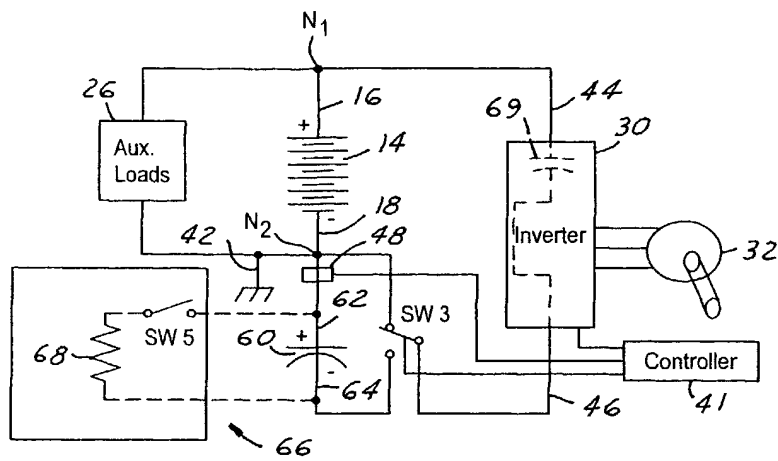 N1
26
16
44
69
30
+
Aux.
Loads
14
-
18
N2
42
48
Inverter
32
62
SW 5
SW 3
68
60
+
-
64
Controller
46
41
66